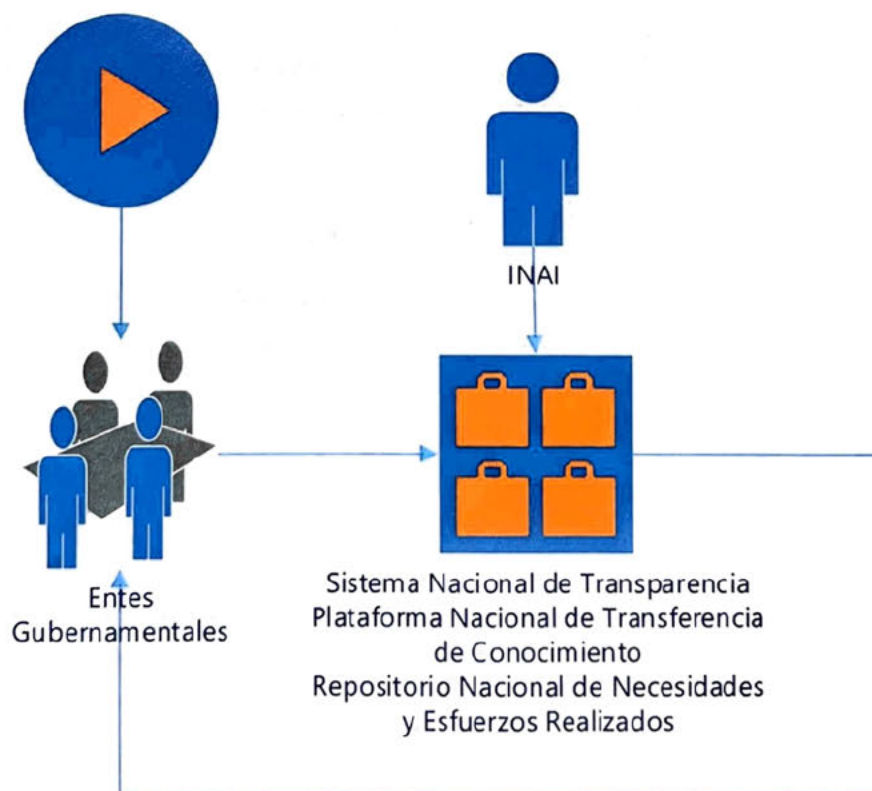 INAI
Entes
Gubernamentales
Sistema Nacional de Transparencia
Plataforma Nacional de Transferencia
de Conocimiento
Repositorio Nacional de Necesidades
y Esfuerzos Realizados